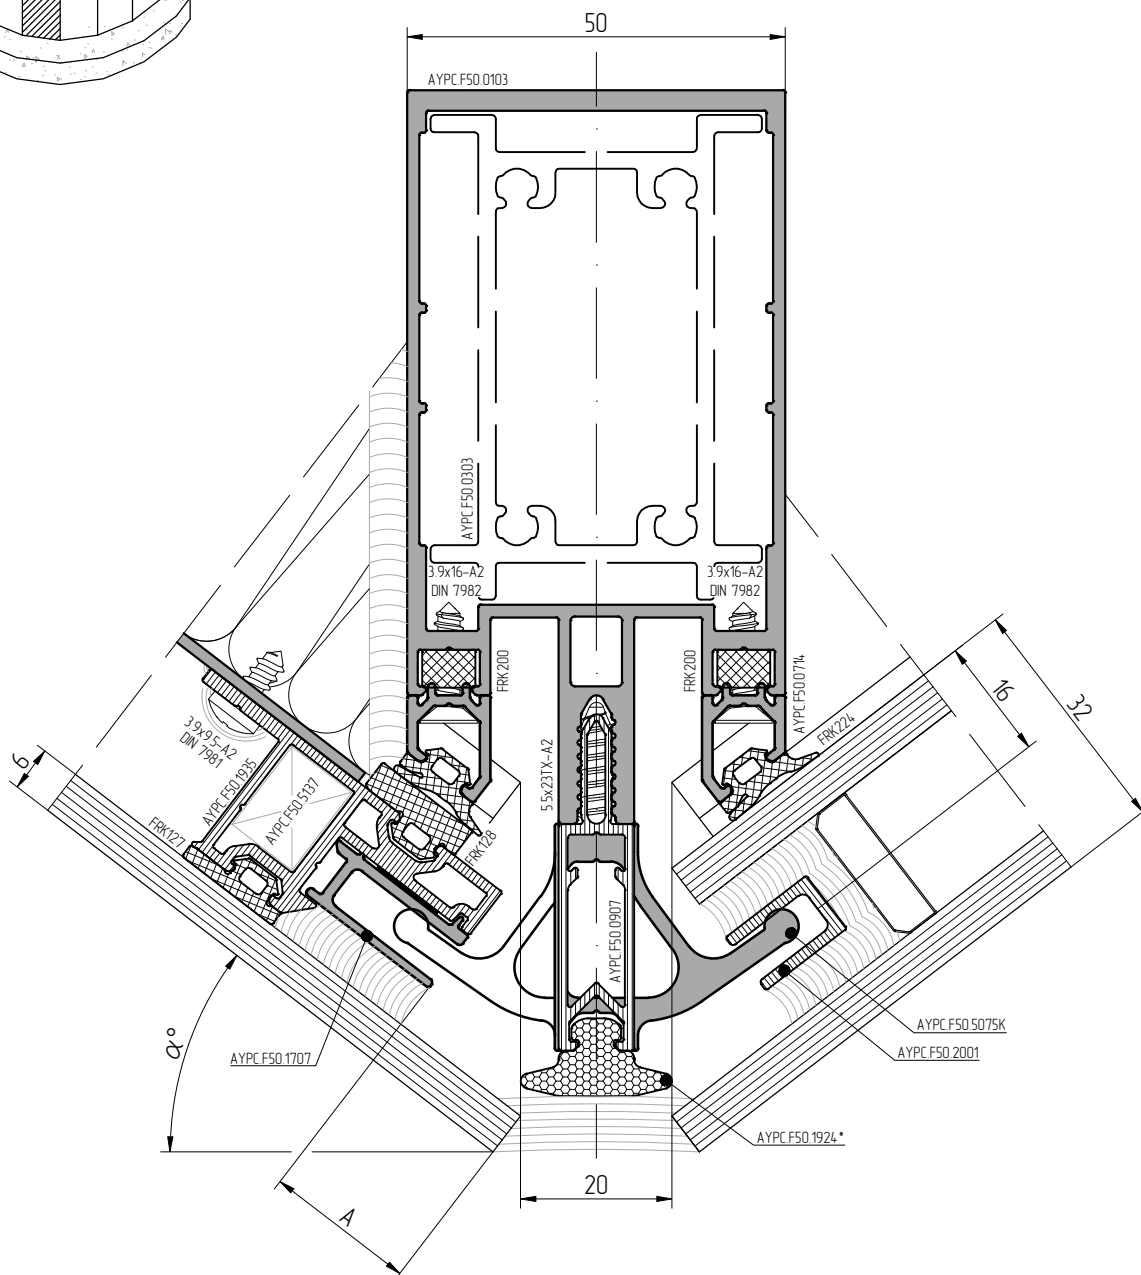 50
AYPC.F50.0103
AYPC.F50.0303
3.9x16-A2
DIN 7982
3.9x16-A2
DIN 7982
FRK200
FRK200
AYPC.F50.0714
FRK224
16
32
3.9x9.5-A2
DIN 7981
6
AYPC.F50.1935
AYPC.F50.5137
FRK127
FRK128
5.5x23TX-A2
AYPC.F50.0907
α°
AYPC.F50.1707
AYPC.F50.5075K
AYPC.F50.2001
AYPC.F50.1924*
20
A